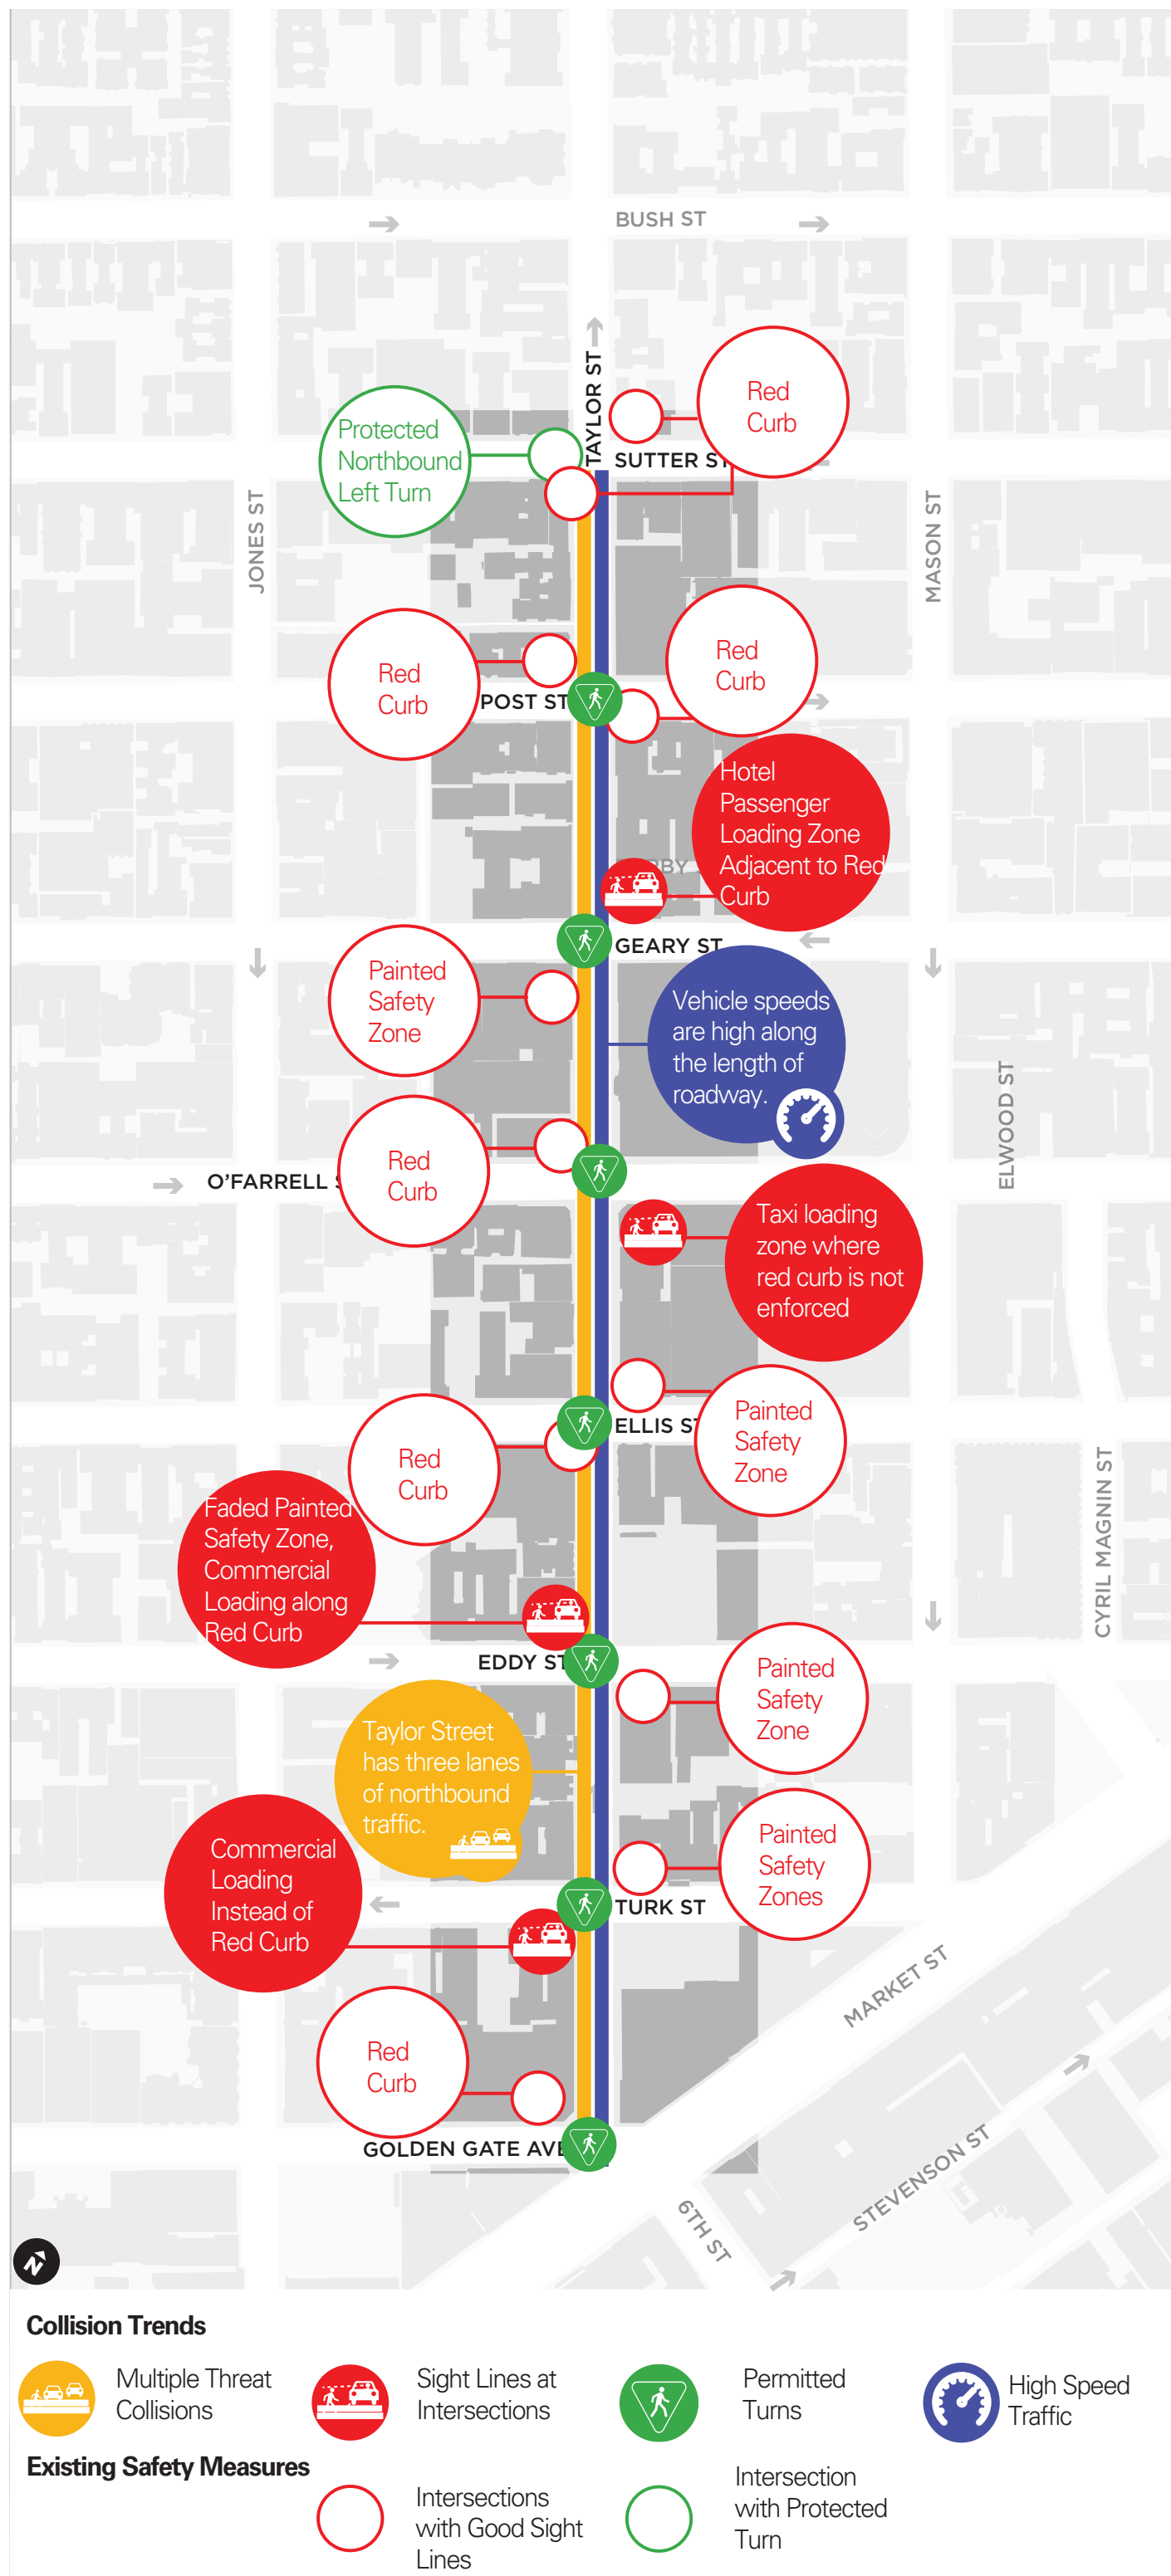 BUSH ST
TAYLOR ST
Red
Curb
Protected
Northbound
Left Turn
SUTTER ST
JONES ST
MASON ST
Red
Curb
Red
Curb
POST ST
Hotel
Passenger
Loading Zone
Adjacent to Red
Curb
GEARY ST
Painted
Safety
Zone
Vehicle speeds
are high along
the length of
roadway.
ELWOOD ST
Red
Curb
O'FARRELL
Taxi loading
zone where
red curb is not
enforced
ELLIS ST
Painted
Safety
Zone
Red
Curb
CYRIL MAGNIN ST
Faded Painted
Safety Zone,
Commercial
Loading along
Red Curb
EDDY ST
Painted
Safety
Zone
Taylor Street
has three lanes
of northbound
traffic.
Painted
Safety
Zones
Commercial
Loading
Instead of
Red Curb
TURK ST
MARKET ST
Red
Curb
GOLDEN GATE AVE
STEVENSON ST
6TH ST
N
Collision Trends
Multiple Threat
Collisions
Sight Lines at
Intersections
Permitted
Turns
High Speed
Traffic
Existing Safety Measures
Intersections
with Good Sight
Lines
Intersection
with Protected
Turn